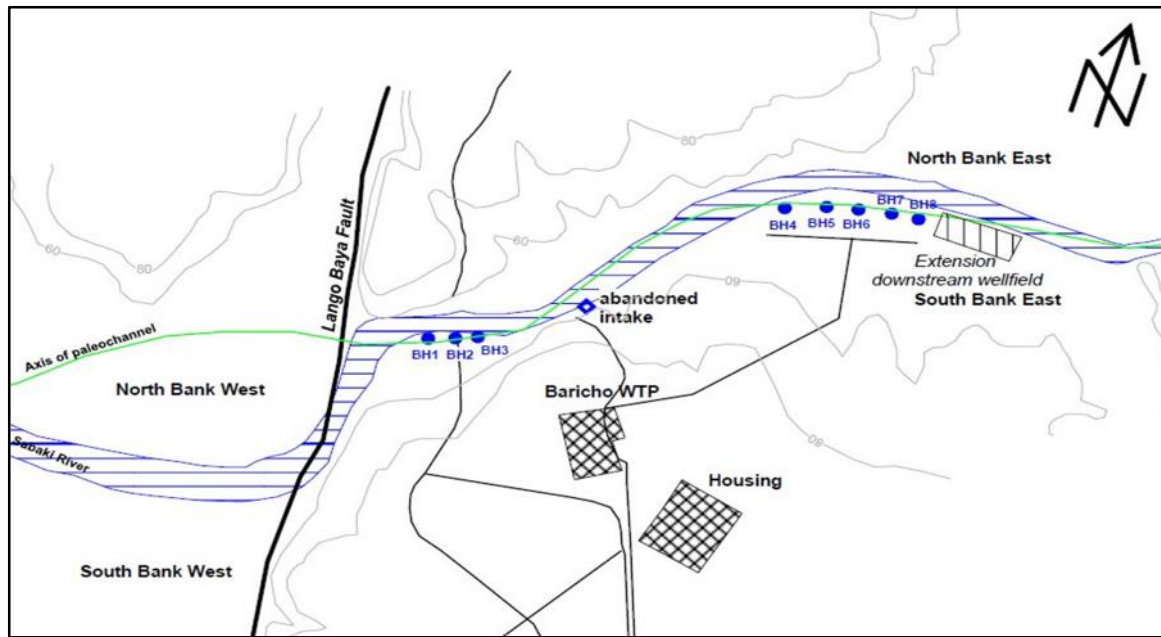 N
80
North Bank East
60
80
60
Lango Baya Fault
BH4
BH5
BH6
BH7
BH8
Extension
downstream wellfield
South Bank East
60
abandoned
intake
Axis of paleochannel
BH1
BH2
BH3
North Bank West
Baricho WTP
80
Sabaki River
Housing
South Bank West